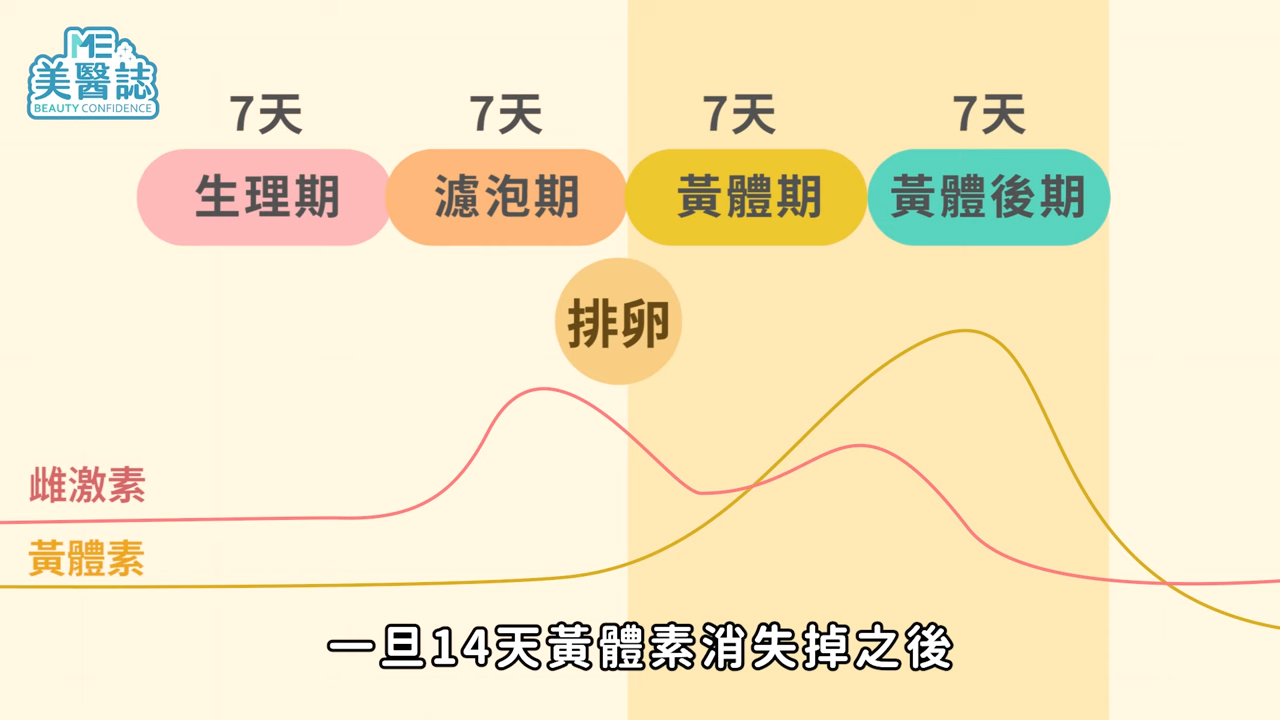 ME
美醫誌
BEAUTY CONFIDENCE
7天 7天 7天 7天
生理期 濾泡期 黃體期 黃體後期
排卵
雌激素
黃體素
一旦14天黃體素消失掉之後